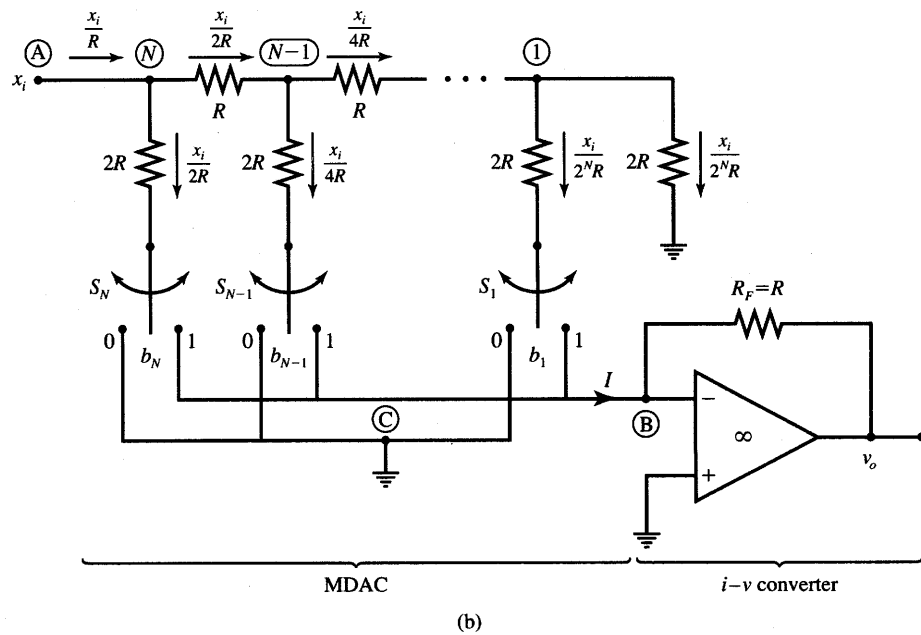 x_i/R
x_i/2R
x_i/4R
A
N
N−1
1
x_i
R
R
2R
x_i/2R
2R
x_i/4R
2R
x_i/2^N R
2R
x_i/2^N R
S_N
S_{N−1}
S_1
R_F=R
0 b_N 1
0 b_{N−1} 1
0 b_1 1
I
−
C
B
∞
v_o
+
MDAC
i–v converter
(b)